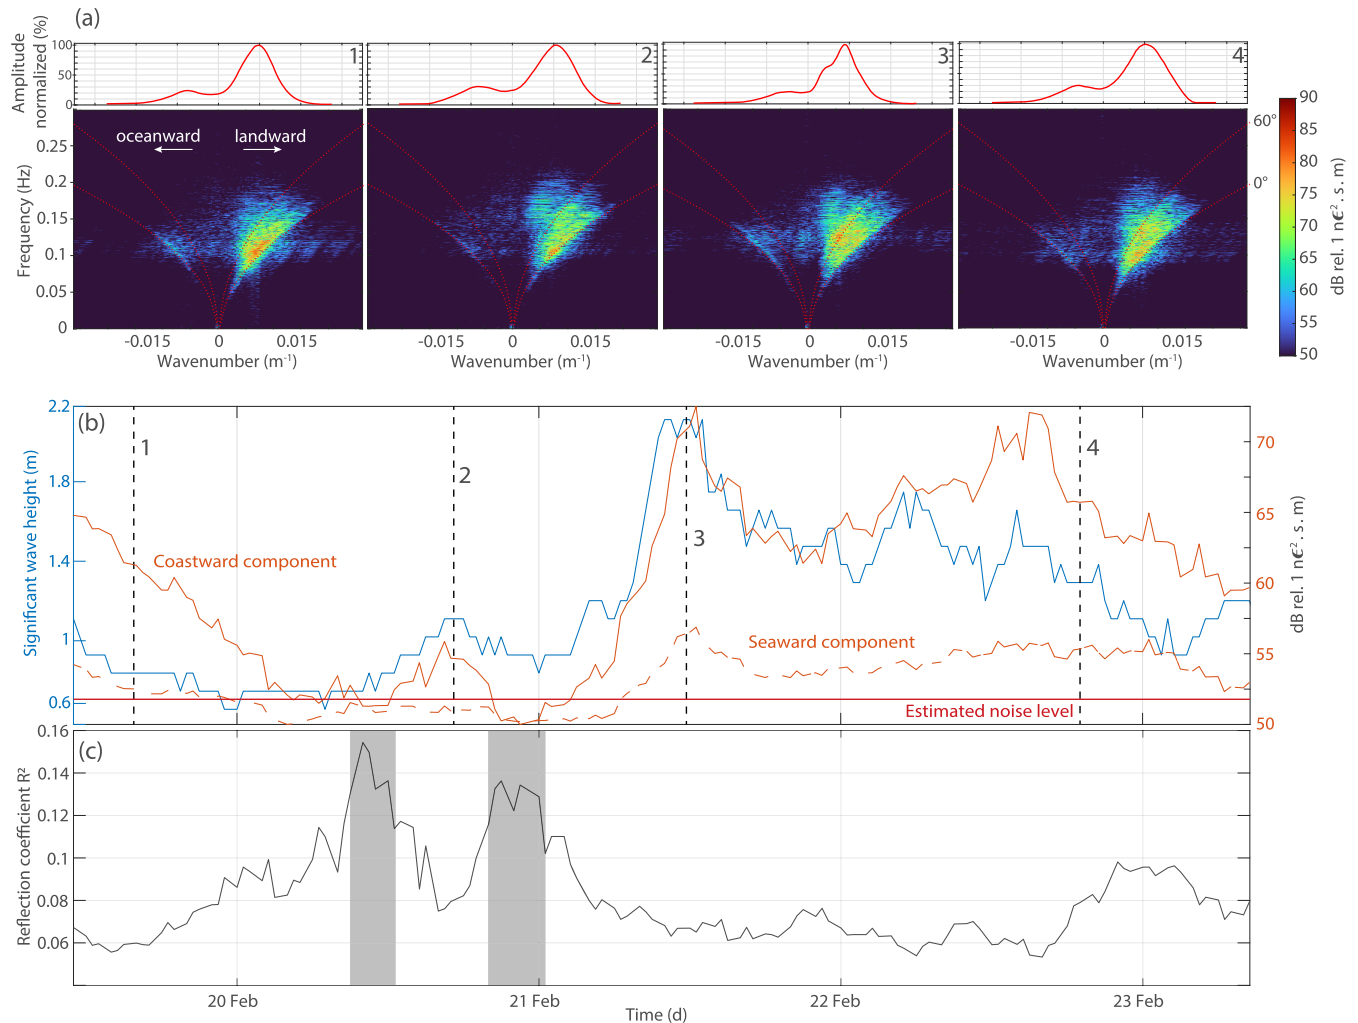 (a)
Amplitude
normalized (%)
100
50
0
1
2
3
4
oceanward
landward
Frequency (Hz)
0.25
0.2
0.15
0.1
0.05
0
60°
0°
-0.015 0 0.015
-0.015 0 0.015
-0.015 0 0.015
-0.015 0 0.015
Wavenumber (m⁻¹)
Wavenumber (m⁻¹)
Wavenumber (m⁻¹)
Wavenumber (m⁻¹)
90
85
80
75
70
65
60
55
50
dB rel. 1 nϵ². s. m)
(b)
Significant wave height (m)
2.2
1.8
1.4
1
0.6
1
2
3
4
Coastward component
Seaward component
Estimated noise level
70
65
60
55
50
dB rel. 1 nϵ². s. m)
(c)
Reflection coefficient R²
0.16
0.14
0.12
0.1
0.08
0.06
20 Feb
21 Feb
22 Feb
23 Feb
Time (d)